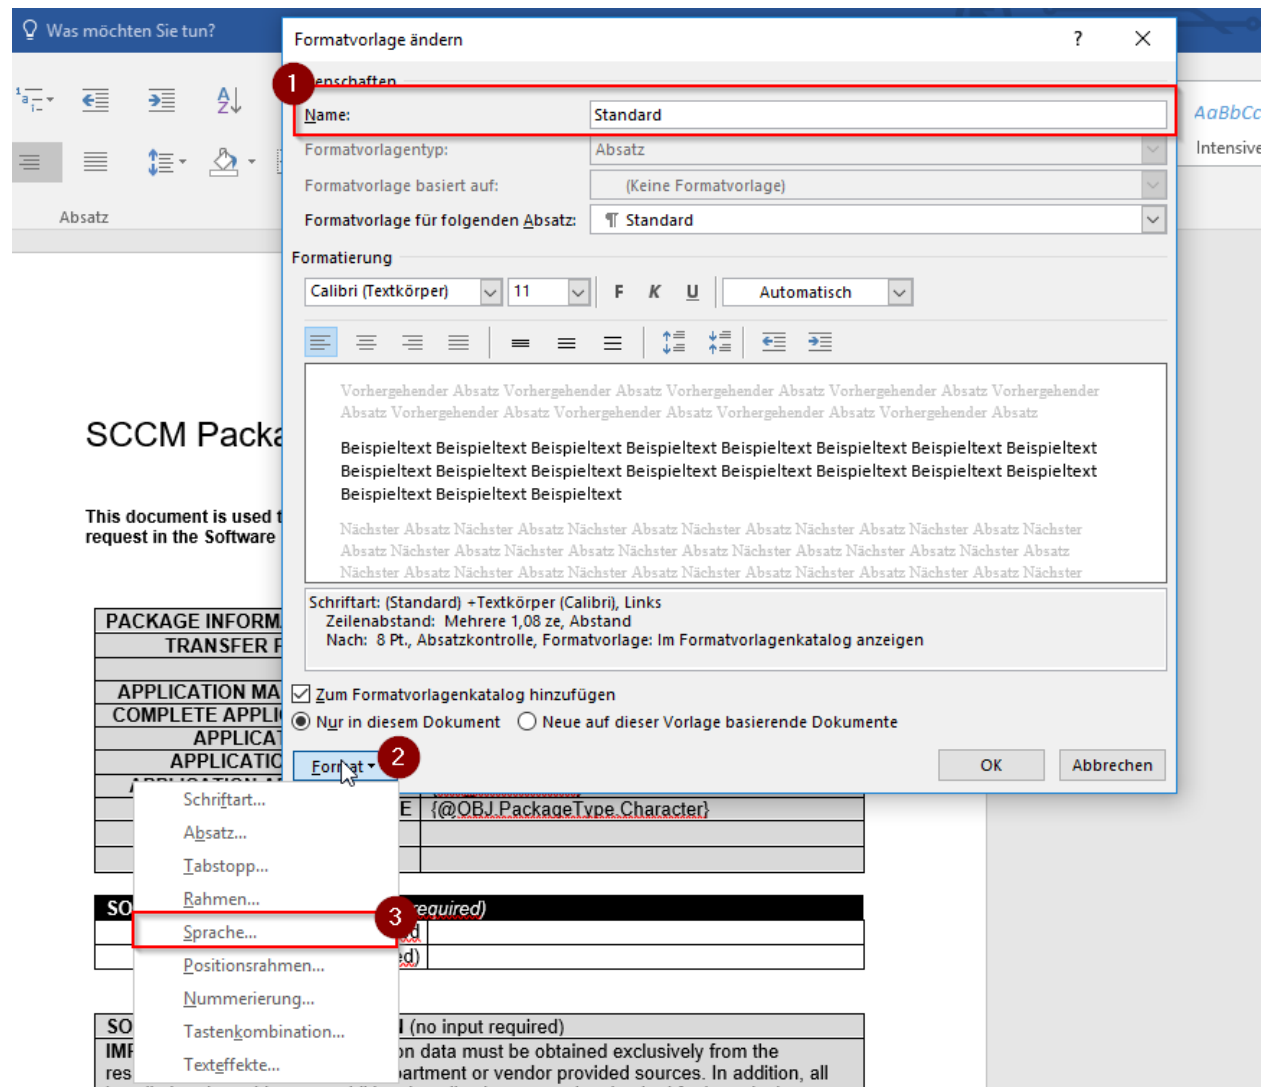 Was möchten Sie tun?
Formatvorlage ändern
?
1
Name:
Standard
AaBbCc
Formatvorlagentyp:
Absatz
Intensive
Formatvorlage basiert auf:
(Keine Formatvorlage)
Absatz
Formatvorlage für folgenden Absatz:
¶ Standard
Formatierung
Calibri (Textkörper)
11
F K U
Automatisch
Vorhergehender Absatz Vorhergehender Absatz Vorhergehender Absatz Vorhergehender Absatz Vorhergehender
Absatz Vorhergehender Absatz Vorhergehender Absatz Vorhergehender Absatz Vorhergehender Absatz
Beispieltext Beispieltext Beispieltext Beispieltext Beispieltext Beispieltext Beispieltext Beispieltext
Beispieltext Beispieltext Beispieltext Beispieltext Beispieltext Beispieltext Beispieltext Beispieltext
Beispieltext Beispieltext Beispieltext
Nächster Absatz Nächster Absatz Nächster Absatz Nächster Absatz Nächster Absatz Nächster Absatz Nächster
Absatz Nächster Absatz Nächster Absatz Nächster Absatz Nächster Absatz Nächster Absatz Nächster Absatz
Nächster Absatz Nächster Absatz Nächster Absatz Nächster Absatz Nächster Absatz Nächster Absatz Nächster
Schriftart: (Standard) +Textkörper (Calibri), Links
Zeilenabstand: Mehrere 1,08 ze, Abstand
Nach: 8 Pt., Absatzkontrolle, Formatvorlage: Im Formatvorlagenkatalog anzeigen
Zum Formatvorlagenkatalog hinzufügen
Nur in diesem Dokument
Neue auf dieser Vorlage basierende Dokumente
Format
2
OK
Abbrechen
SCCM Packa
This document is used t
request in the Software
PACKAGE INFORM
TRANSFER F
APPLICATION MA
COMPLETE APPLI
APPLICAT
APPLICATIO
E {@OBJ.PackageType.Character}
Schriftart...
Absatz...
Tabstopp...
Rahmen...
Sprache...
Positionsrahmen...
Nummerierung...
Tastenkombination...
Texteffekte...
3
SO
required)
ed)
SO
N (no input required)
IMF
on data must be obtained exclusively from the
res
artment or vendor provided sources. In addition, all